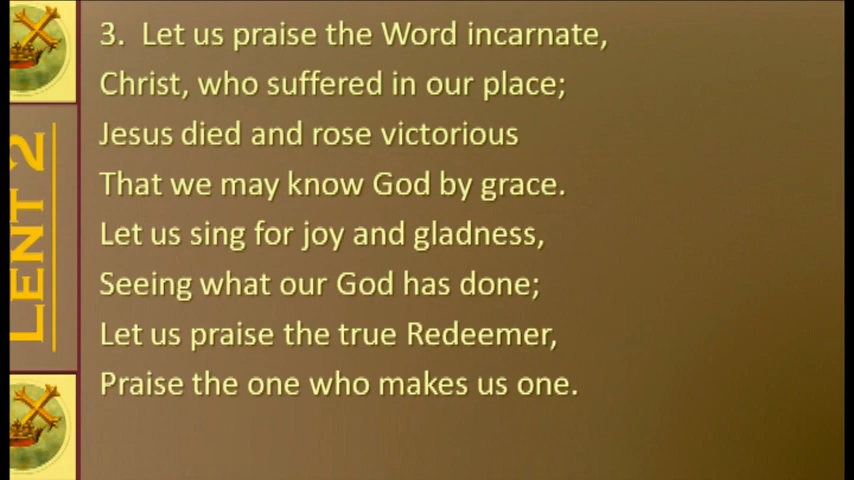 3. Let us praise the Word incarnate,
Christ, who suffered in our place;
Jesus died and rose victorious
That we may know God by grace.
Let us sing for joy and gladness,
Seeing what our God has done;
Let us praise the true Redeemer,
Praise the one who makes us one.
LENT 2